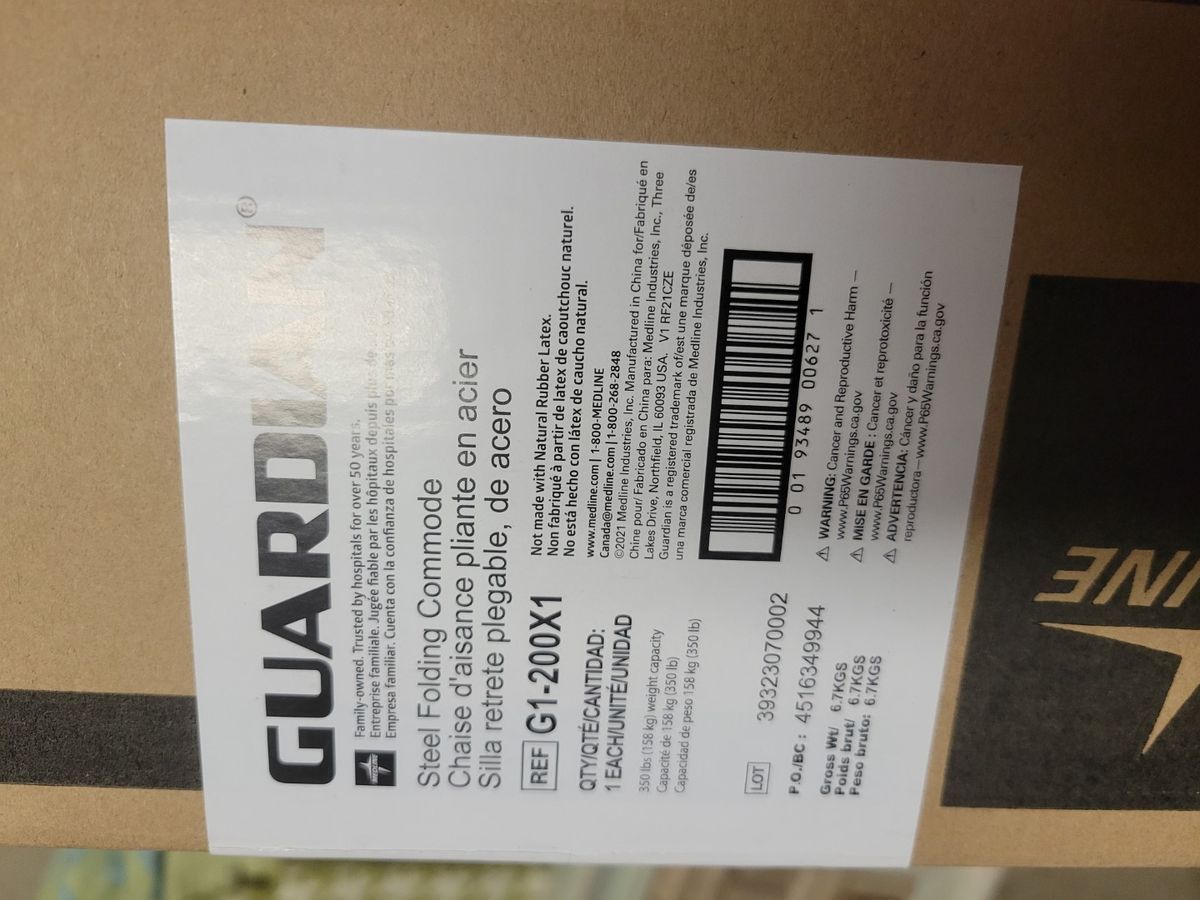 GUARDIAN®
MEDLINE
Family-owned. Trusted by hospitals for over 50 years.
Entreprise familiale. Jugée fiable par les hôpitaux depuis plus de
Empresa familiar. Cuenta con la confianza de hospitales por más
Steel Folding Commode
Chaise d'aisance pliante en acier
Silla retrete plegable, de acero
REF G1-200X1
QTY/QTÉ/CANTIDAD:
1 EACH/UNITÉ/UNIDAD
350 lbs (158 kg) weight capacity
Capacité de 158 kg (350 lb)
Capacidad de peso 158 kg (350 lb)
LOT 39323070002
P.O./BC : 4516349944
Gross Wt/ 6.7KGS
Poids brut/ 6.7KGS
Peso bruto: 6.7KGS
Not made with Natural Rubber Latex.
Non fabriqué à partir de latex de caoutchouc naturel.
No está hecho con látex de caucho natural.
www.medline.com | 1-800-MEDLINE
Canada@medline.com | 1-800-268-2848
©2021 Medline Industries, Inc. Manufactured in China for/Fabriqué en
Chine pour/ Fabricado en China para: Medline Industries, Inc., Three
Lakes Drive, Northfield, IL 60093 USA. V1 RF21CZE
Guardian is a registered trademark of/est une marque déposée de/es
una marca comercial registrada de Medline Industries, Inc.
0 01 93489 00627 1
⚠ WARNING: Cancer and Reproductive Harm –
www.P65Warnings.ca.gov
⚠ MISE EN GARDE : Cancer et reprotoxicité –
www.P65Warnings.ca.gov
⚠ ADVERTENCIA: Cáncer y daño para la función
reproductora–www.P65Warnings.ca.gov
INE